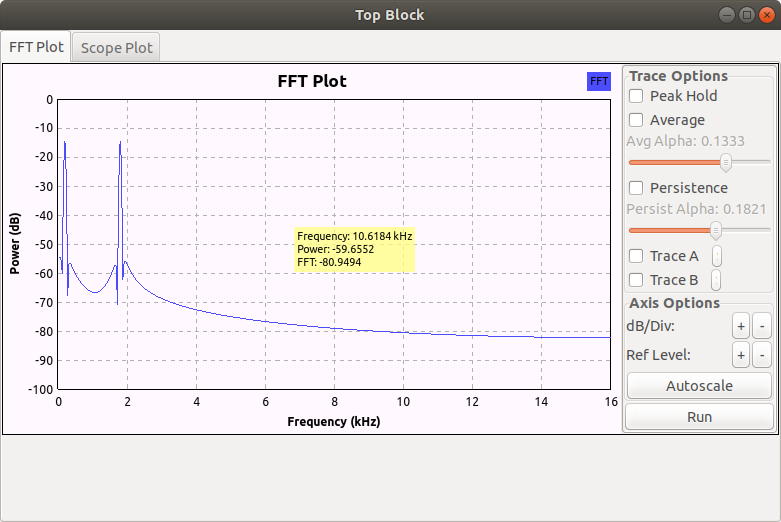 Top Block
FFT Plot
Scope Plot
FFT Plot
FFT
0
-10
-20
-30
-40
-50
-60
-70
-80
-90
-100
Power (dB)
Frequency: 10.6184 kHz
Power: -59.6552
FFT: -80.9494
0 2 4 6 8 10 12 14 16
Frequency (kHz)
Trace Options
Peak Hold
Average
Avg Alpha: 0.1333
Persistence
Persist Alpha: 0.1821
Trace A
Trace B
Axis Options
dB/Div: + -
Ref Level: + -
Autoscale
Run